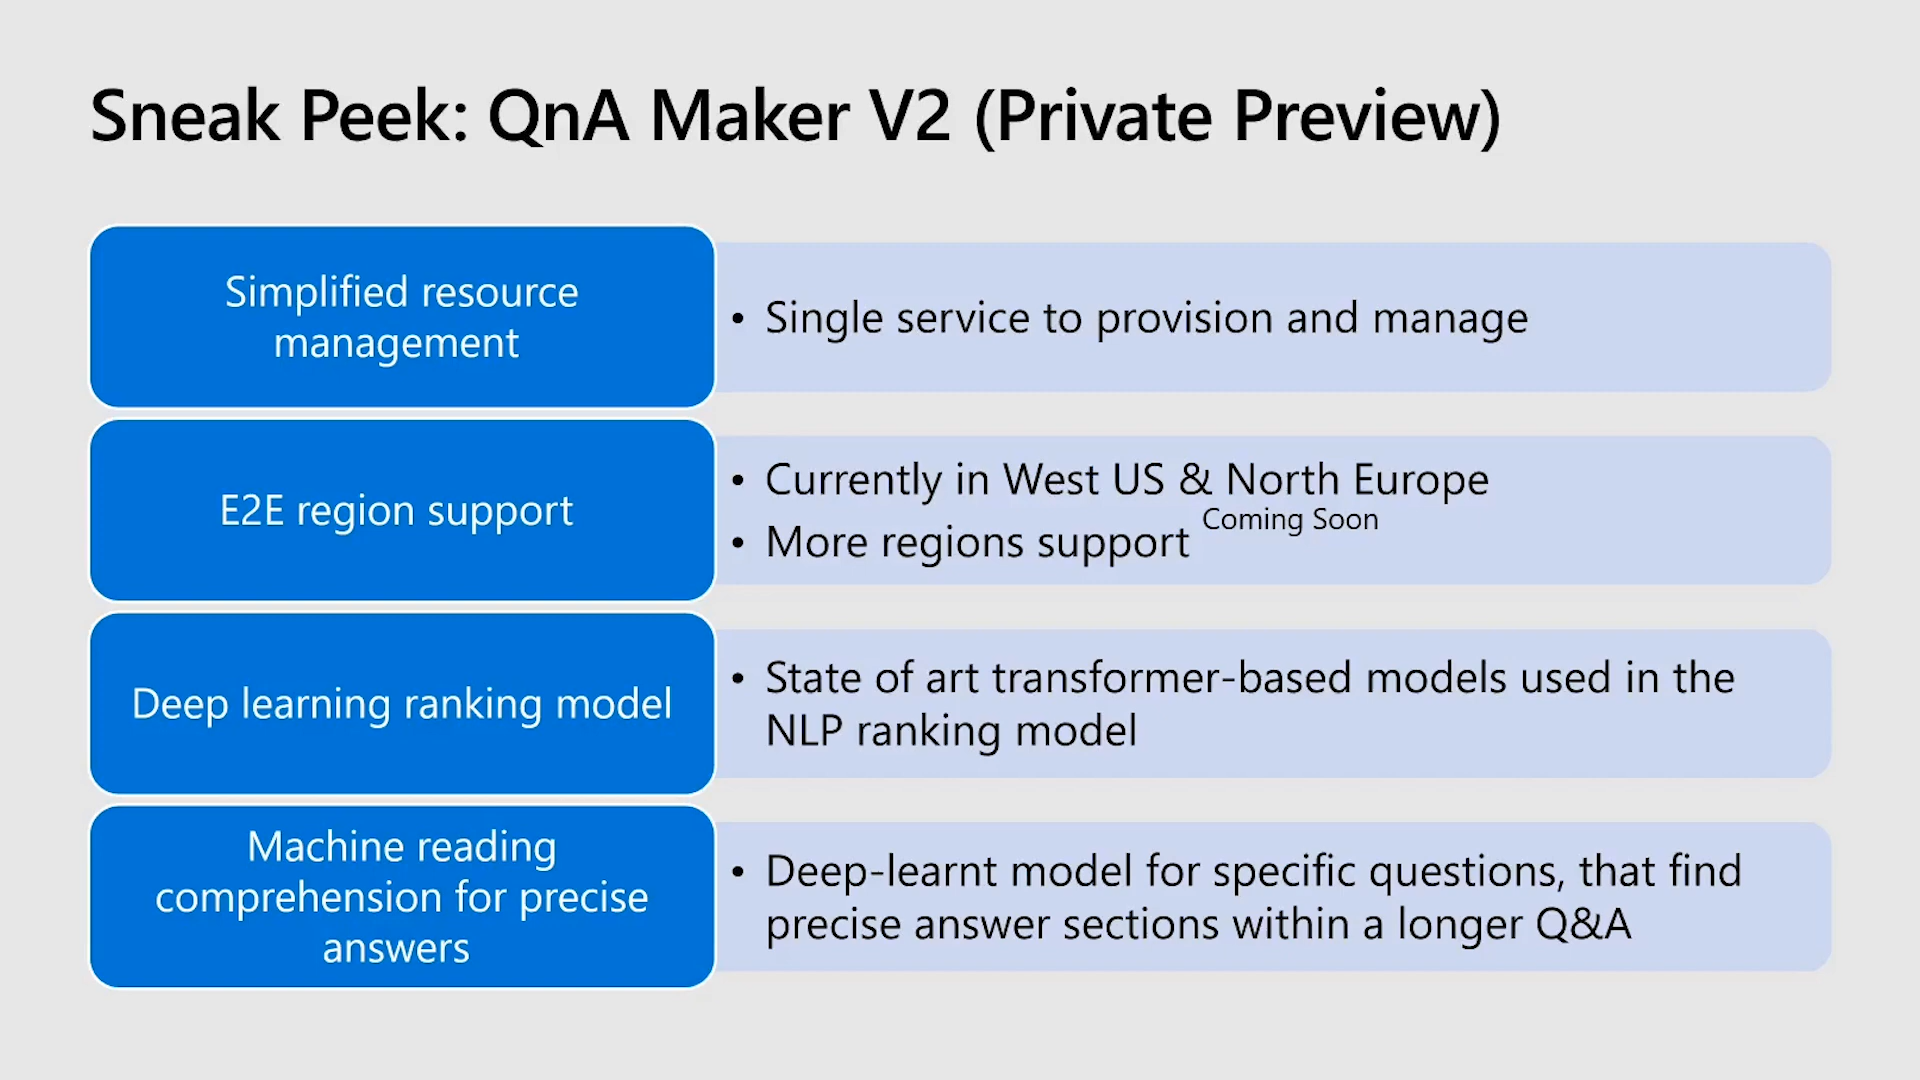 Sneak Peek: QnA Maker V2 (Private Preview)
Simplified resource
management
• Single service to provision and manage
E2E region support
• Currently in West US & North Europe
• More regions support Coming Soon
Deep learning ranking model
• State of art transformer-based models used in the
NLP ranking model
Machine reading
comprehension for precise
answers
• Deep-learnt model for specific questions, that find
precise answer sections within a longer Q&A